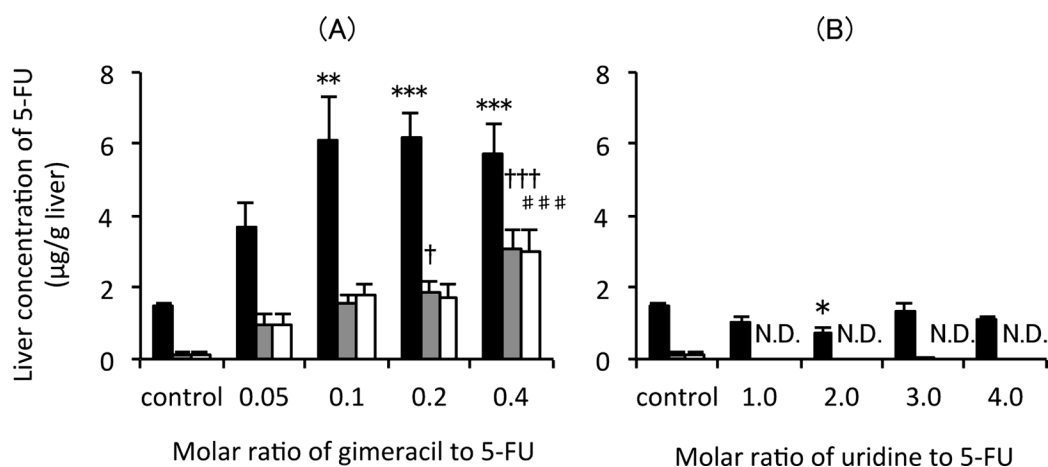 （A）
（B）
Liver concentration of 5-FU
(µg/g liver)
8
6
4
2
0
**
***
***
†††
###
†
control 0.05 0.1 0.2 0.4
Molar ratio of gimeracil to 5-FU
8
6
4
2
0
*
N.D. N.D. N.D. N.D.
control 1.0 2.0 3.0 4.0
Molar ratio of uridine to 5-FU